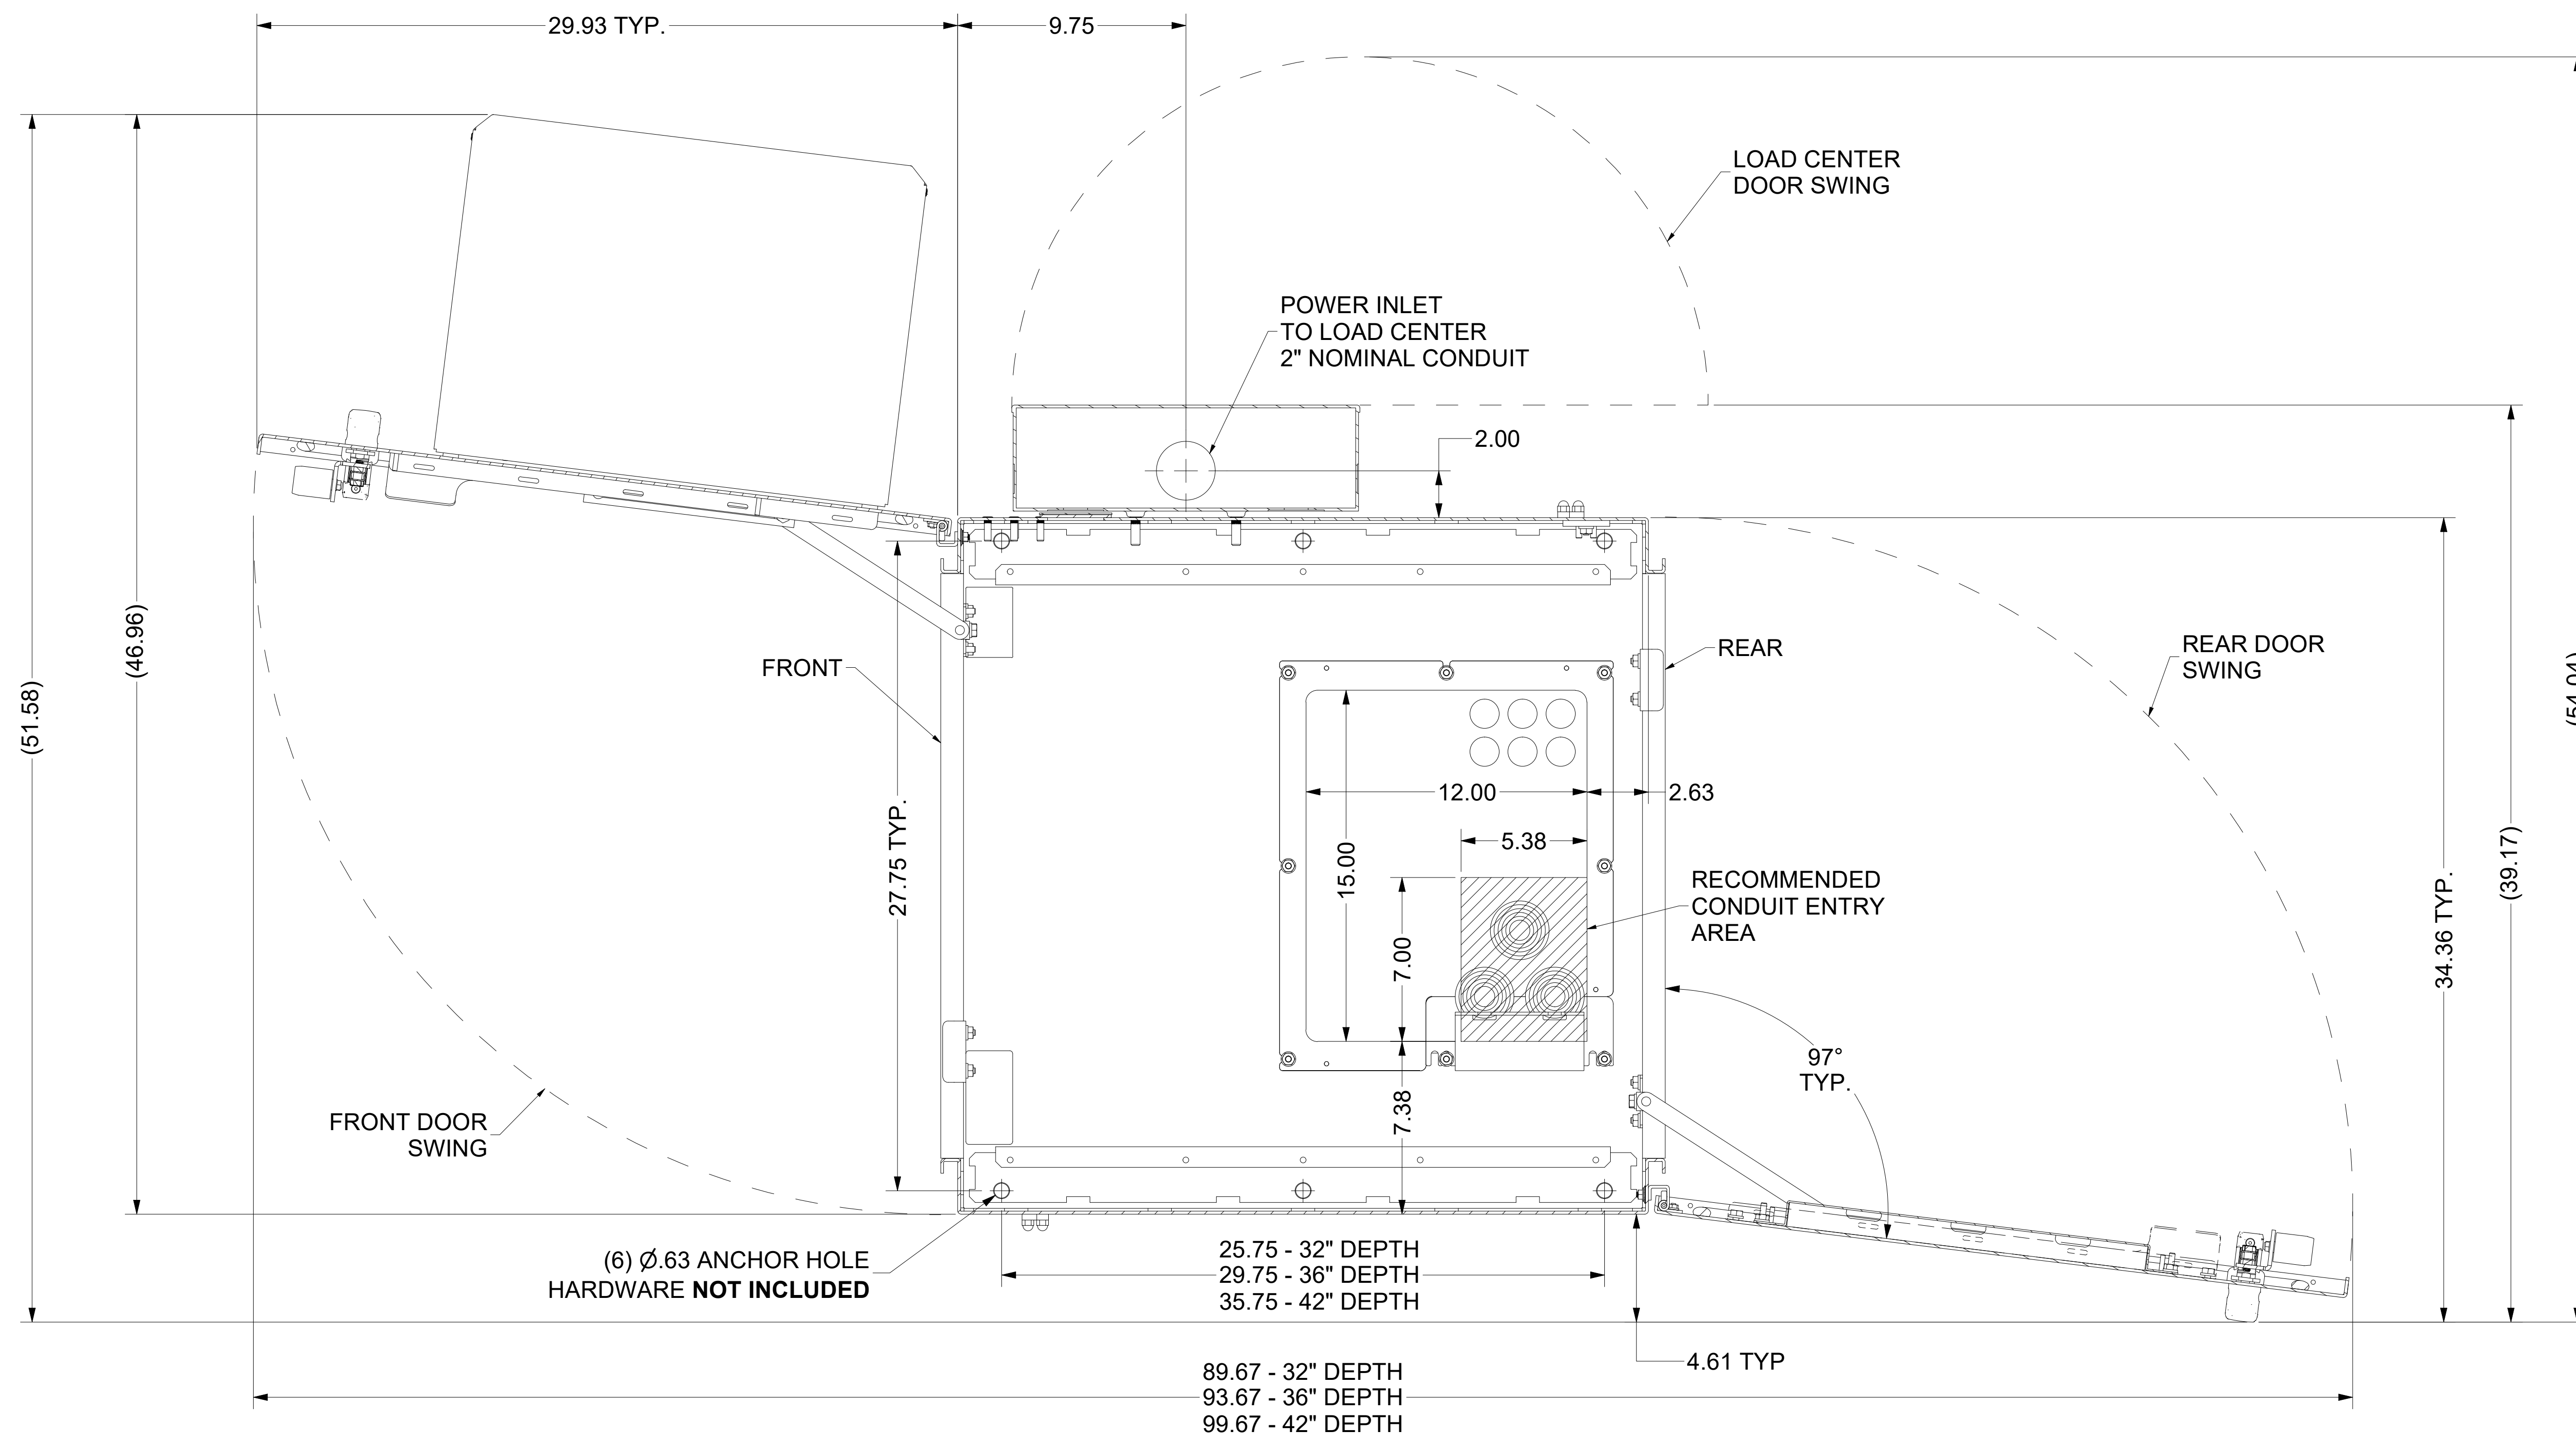 29.93 TYP.
9.75
LOAD CENTER
DOOR SWING
POWER INLET
TO LOAD CENTER
2" NOMINAL CONDUIT
2.00
(51.58)
(46.96)
FRONT
REAR
REAR DOOR
SWING
27.75 TYP.
15.00
12.00
2.63
5.38
7.00
RECOMMENDED
CONDUIT ENTRY
AREA
34.36 TYP.
(39.17)
(54.04)
97°
TYP.
7.38
FRONT DOOR
SWING
(6) Ø.63 ANCHOR HOLE
HARDWARE NOT INCLUDED
25.75 - 32" DEPTH
29.75 - 36" DEPTH
35.75 - 42" DEPTH
4.61 TYP
89.67 - 32" DEPTH
93.67 - 36" DEPTH
99.67 - 42" DEPTH